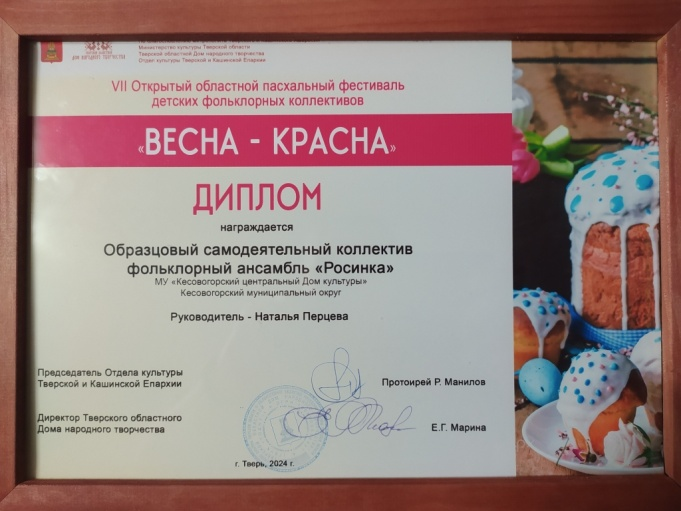 Министерство культуры Тверской области
Тверской областной Дом народного творчества
Отдел культуры Тверской и Кашинской Епархии
ДОМ НАРОДНОГО ТВОРЧЕСТВА
VII Открытый областной пасхальный фестиваль
детских фольклорных коллективов
«ВЕСНА - КРАСНА»
ДИПЛОМ
награждается
Образцовый самодеятельный коллектив
фольклорный ансамбль «Росинка»
МУ «Кесовогорский центральный Дом культуры»
Кесовогорский муниципальный округ
Руководитель - Наталья Перцева
Председатель Отдела культуры
Тверской и Кашинской Епархии
Протоиерей Р. Манилов
Директор Тверского областного
Дома народного творчества
Е.Г. Марина
г. Тверь, 2024 г.